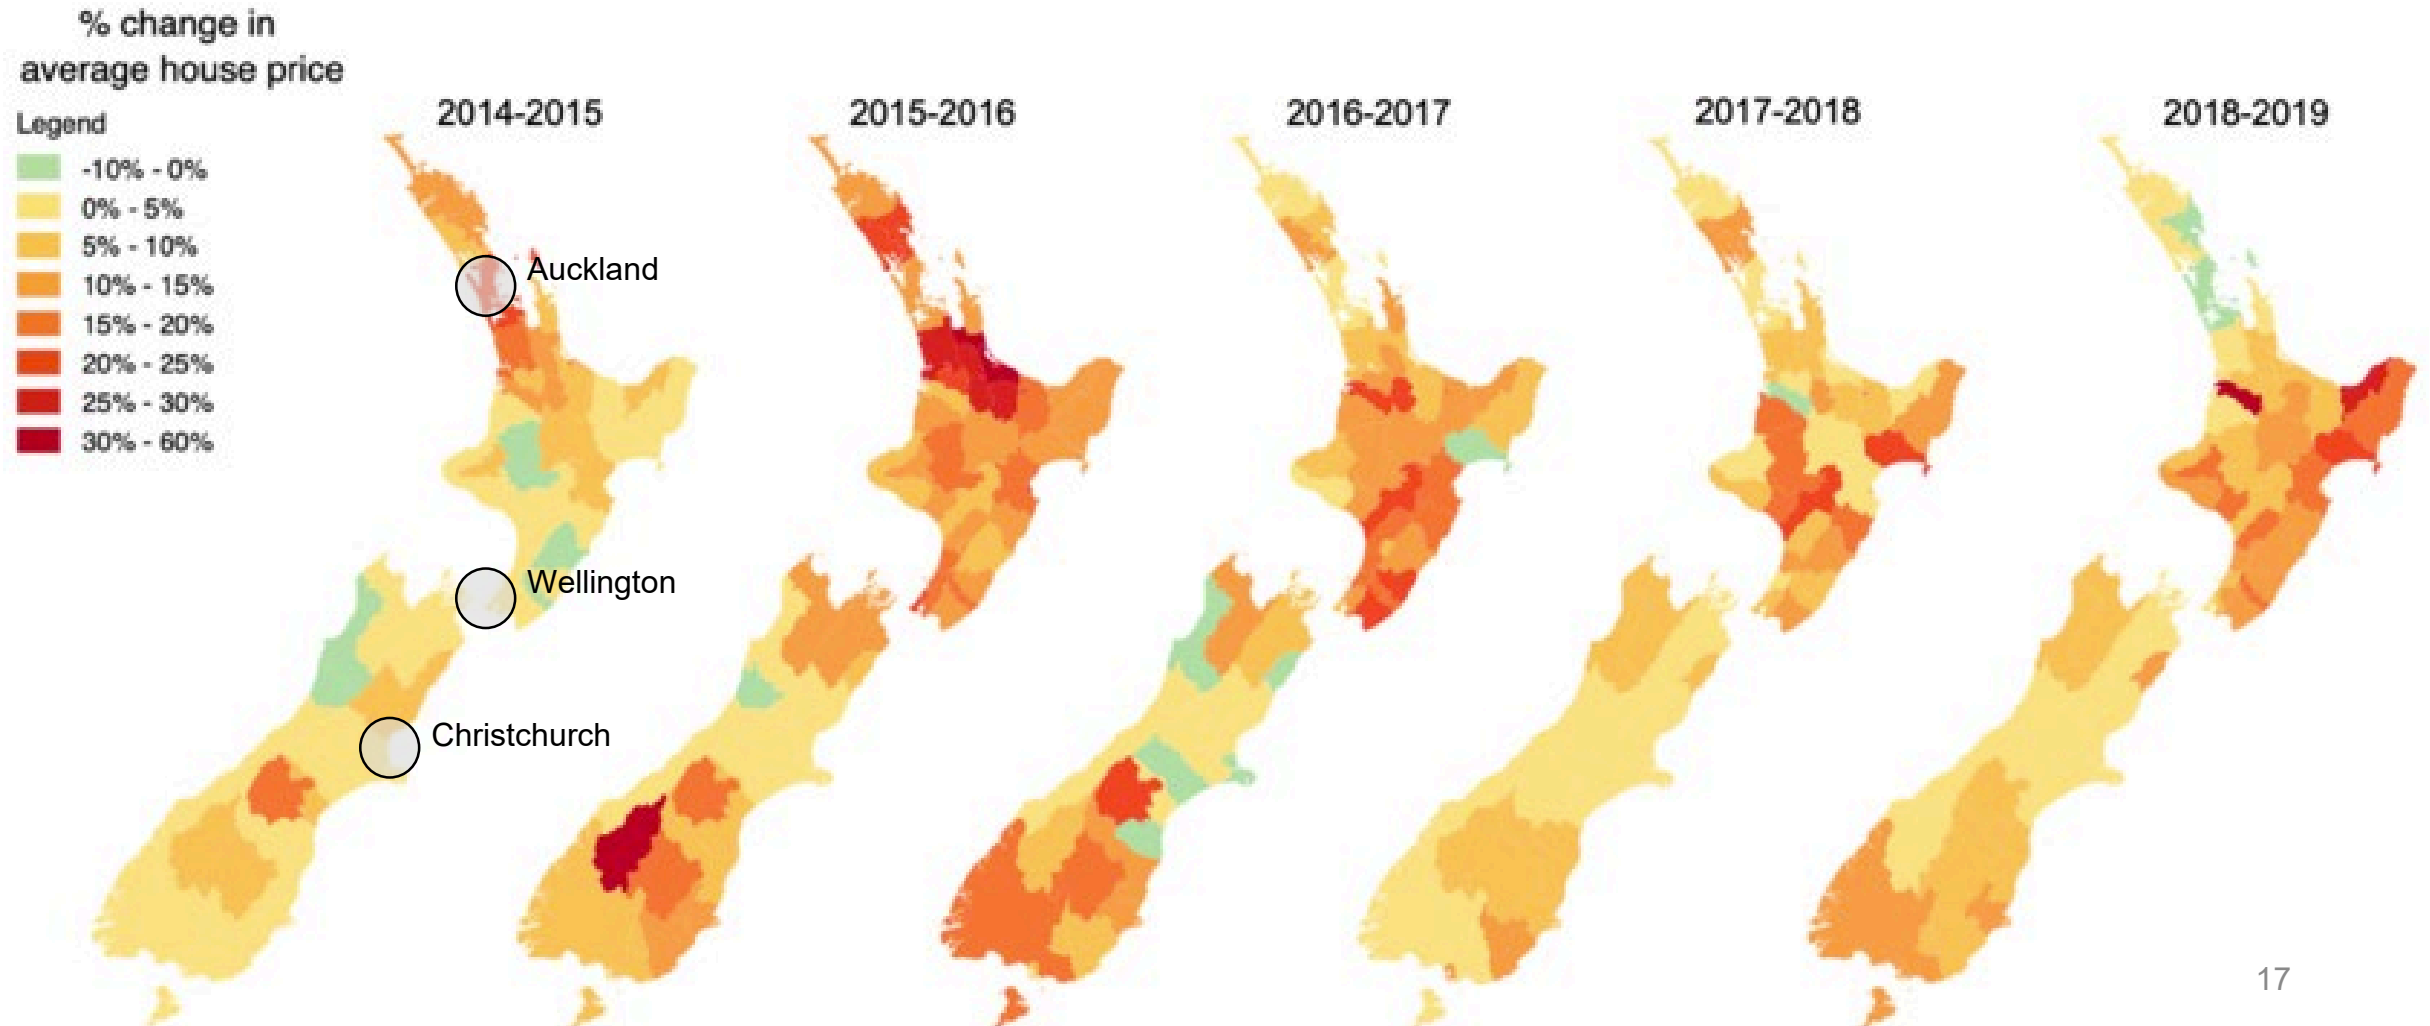 % change in
average house price
Legend
-10% - 0%
0% - 5%
5% - 10%
10% - 15%
15% - 20%
20% - 25%
25% - 30%
30% - 60%
2014-2015
2015-2016
2016-2017
2017-2018
2018-2019
Auckland
Wellington
Christchurch
17